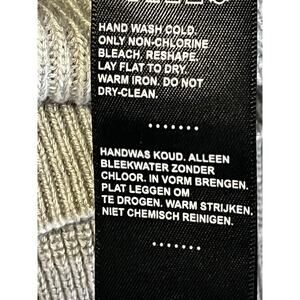 HAND WASH COLD.
ONLY NON-CHLORINE
BLEACH. RESHAPE.
LAY FLAT TO DRY.
WARM IRON. DO NOT
DRY-CLEAN.
.......
HANDWAS KOUD. ALLEEN
BLEEKWATER ZONDER
CHLOOR. IN VORM BRENGEN.
PLAT LEGGEN OM
TE DROGEN. WARM STRIJKEN.
NIET CHEMISCH REINIGEN.
.......